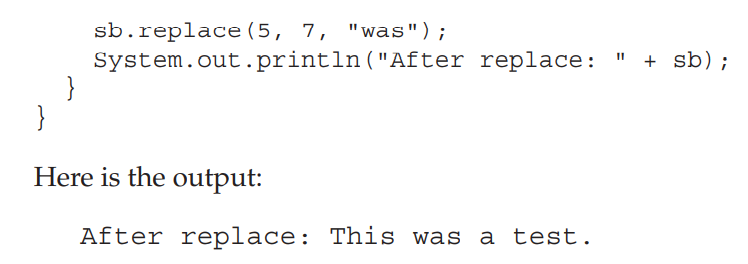 sb.replace(5, 7, "was");
System.out.println("After replace: " + sb);
}
}
Here is the output:
After replace: This was a test.